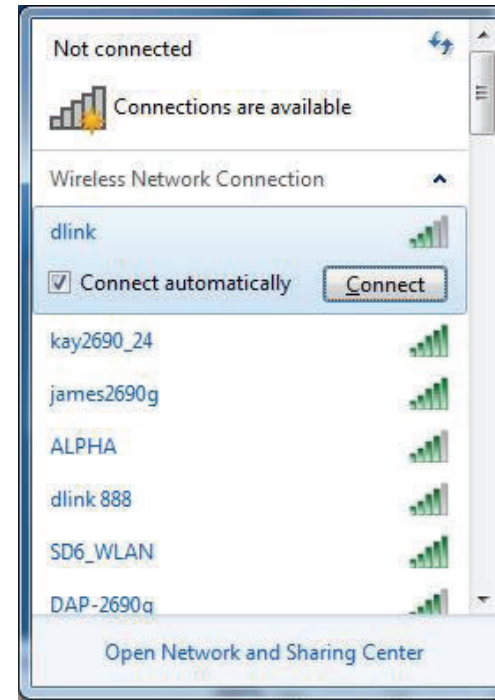 Not connected
Connections are available
Wireless Network Connection
dlink
Connect automatically Connect
kay2690_24
james2690g
ALPHA
dlink 888
SD6_WLAN
DAP-2690g
Open Network and Sharing Center